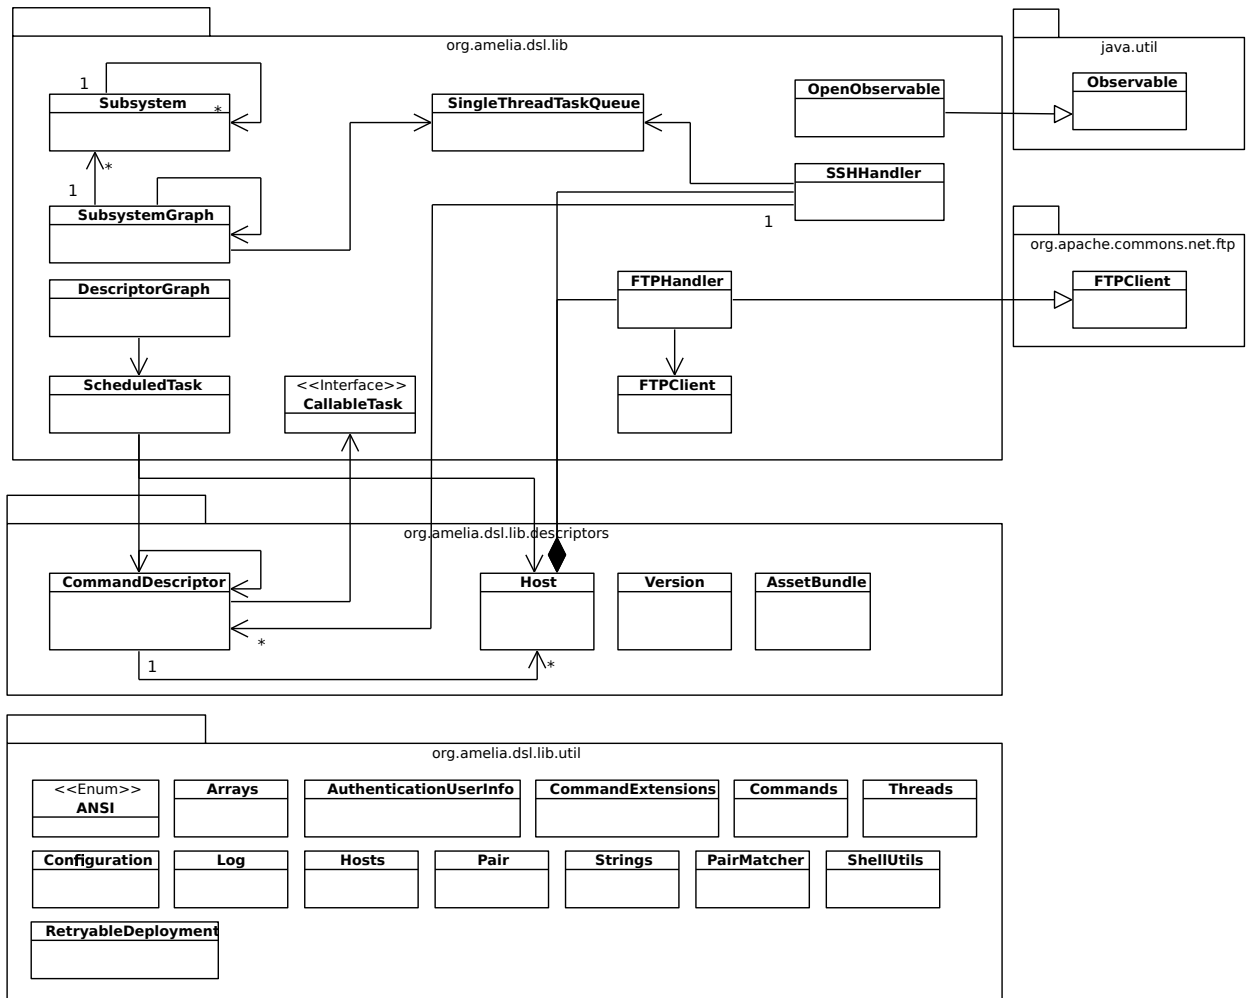 org.amelia.dsl.lib
java.util
1
Subsystem
*
SingleThreadTaskQueue
OpenObservable
Observable
*
1
SubsystemGraph
SSHHandler
1
org.apache.commons.net.ftp
DescriptorGraph
FTPHandler
FTPClient
ScheduledTask
<<Interface>>
CallableTask
FTPClient
org.amelia.dsl.lib.descriptors
CommandDescriptor
Host
Version
AssetBundle
*
1
*
org.amelia.dsl.lib.util
<<Enum>>
ANSI
Arrays
AuthenticationUserInfo
CommandExtensions
Commands
Threads
Configuration
Log
Hosts
Pair
Strings
PairMatcher
ShellUtils
RetryableDeployment